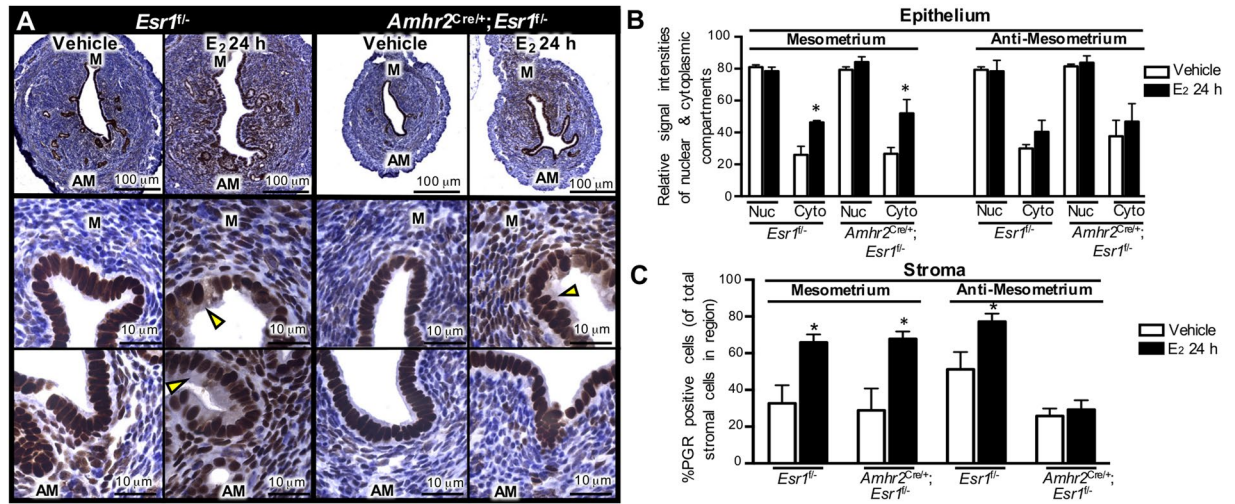 A
Esr1f/-
Amhr2Cre/+;Esr1f/-
Vehicle
E2 24 h
Vehicle
E2 24 h
M
M
M
M
AM
AM
AM
AM
100 μm
100 μm
100 μm
100 μm
M
M
M
M
10 μm
10 μm
10 μm
10 μm
AM
AM
AM
AM
10 μm
10 μm
10 μm
10 μm
B
Epithelium
Mesometrium
Anti-Mesometrium
Relative signal intensities
of nuclear & cytoplasmic
compartments
100
80
60
40
20
0
*
*
Vehicle
E2 24 h
Nuc Cyto Nuc Cyto Nuc Cyto Nuc Cyto
Esr1f/- Amhr2Cre/+; Esr1f/- Amhr2Cre/+;
Esr1f/- Esr1f/-
C
Stroma
Mesometrium
Anti-Mesometrium
%PGR positive cells (of total
stromal cells in region)
100
80
60
40
20
0
*
*
*
Vehicle
E2 24 h
Esr1f/- Amhr2Cre/+; Esr1f/- Amhr2Cre/+;
Esr1f/- Esr1f/-